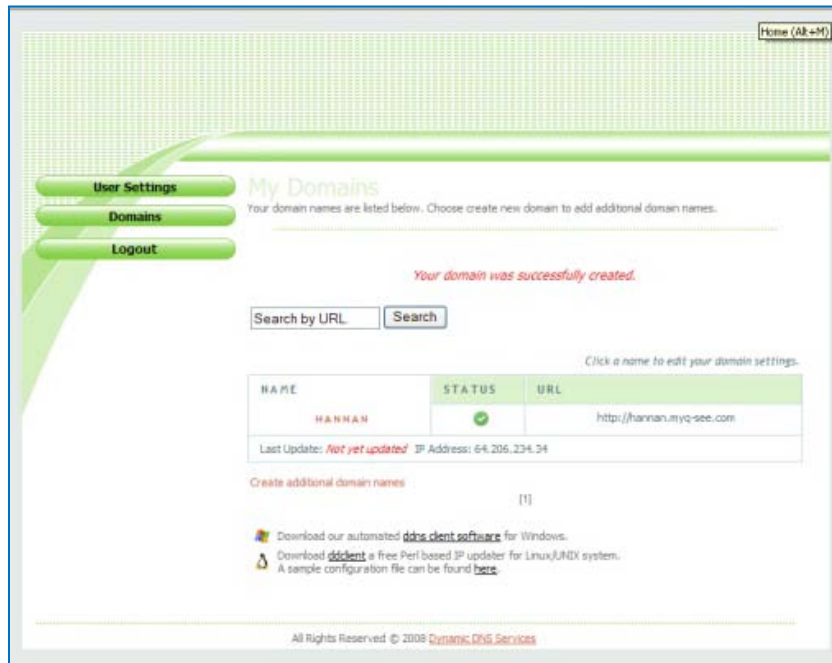 Home (Alt+M)
User Settings
Domains
Logout
My Domains
Your domain names are listed below. Choose create new domain to add additional domain names.
Your domain was successfully created.
Search by URL
Search
Click a name to edit your domain settings.
NAME STATUS URL
HANNAN http://hannan.myq-see.com
Last Update: Not yet updated IP Address: 64.206.234.34
Create additional domain names
[1]
Download our automated ddns client software for Windows.
Download ddclient a free Perl based IP updater for Linux/UNIX system.
A sample configuration file can be found here.
All Rights Reserved © 2008 Dynamic DNS Services